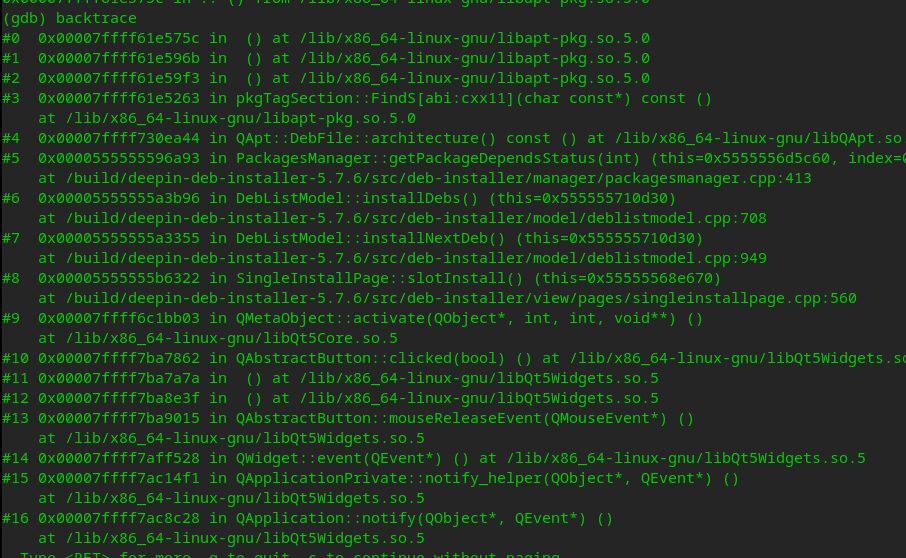 (gdb) backtrace
#0  0x00007ffff61e575c in  () at /lib/x86_64-linux-gnu/libapt-pkg.so.5.0
#1  0x00007ffff61e596b in  () at /lib/x86_64-linux-gnu/libapt-pkg.so.5.0
#2  0x00007ffff61e59f3 in  () at /lib/x86_64-linux-gnu/libapt-pkg.so.5.0
#3  0x00007ffff61e5263 in pkgTagSection::FindS[abi:cxx11](char const*) const ()
    at /lib/x86_64-linux-gnu/libapt-pkg.so.5.0
#4  0x00007ffff730ea44 in QApt::DebFile::architecture() const () at /lib/x86_64-linux-gnu/libQApt.so
#5  0x0000555555596a93 in PackagesManager::getPackageDependsStatus(int) (this=0x5555556d5c60, index=0
    at /build/deepin-deb-installer-5.7.6/src/deb-installer/manager/packagesmanager.cpp:413
#6  0x00005555555a3b96 in DebListModel::installDebs() (this=0x555555710d30)
    at /build/deepin-deb-installer-5.7.6/src/deb-installer/model/deblistmodel.cpp:708
#7  0x00005555555a3355 in DebListModel::installNextDeb() (this=0x555555710d30)
    at /build/deepin-deb-installer-5.7.6/src/deb-installer/model/deblistmodel.cpp:949
#8  0x00005555555b6322 in SingleInstallPage::slotInstall() (this=0x55555568e670)
    at /build/deepin-deb-installer-5.7.6/src/deb-installer/view/pages/singleinstallpage.cpp:560
#9  0x00007ffff6c1bb03 in QMetaObject::activate(QObject*, int, int, void**) ()
    at /lib/x86_64-linux-gnu/libQt5Core.so.5
#10 0x00007ffff7ba7862 in QAbstractButton::clicked(bool) () at /lib/x86_64-linux-gnu/libQt5Widgets.so
#11 0x00007ffff7ba7a7a in  () at /lib/x86_64-linux-gnu/libQt5Widgets.so.5
#12 0x00007ffff7ba8e3f in  () at /lib/x86_64-linux-gnu/libQt5Widgets.so.5
#13 0x00007ffff7ba9015 in QAbstractButton::mouseReleaseEvent(QMouseEvent*) ()
    at /lib/x86_64-linux-gnu/libQt5Widgets.so.5
#14 0x00007ffff7aff528 in QWidget::event(QEvent*) () at /lib/x86_64-linux-gnu/libQt5Widgets.so.5
#15 0x00007ffff7ac14f1 in QApplicationPrivate::notify_helper(QObject*, QEvent*) ()
    at /lib/x86_64-linux-gnu/libQt5Widgets.so.5
#16 0x00007ffff7ac8c28 in QApplication::notify(QObject*, QEvent*) ()
    at /lib/x86_64-linux-gnu/libQt5Widgets.so.5
Type <RET> for more, q to quit, c to continue without paging